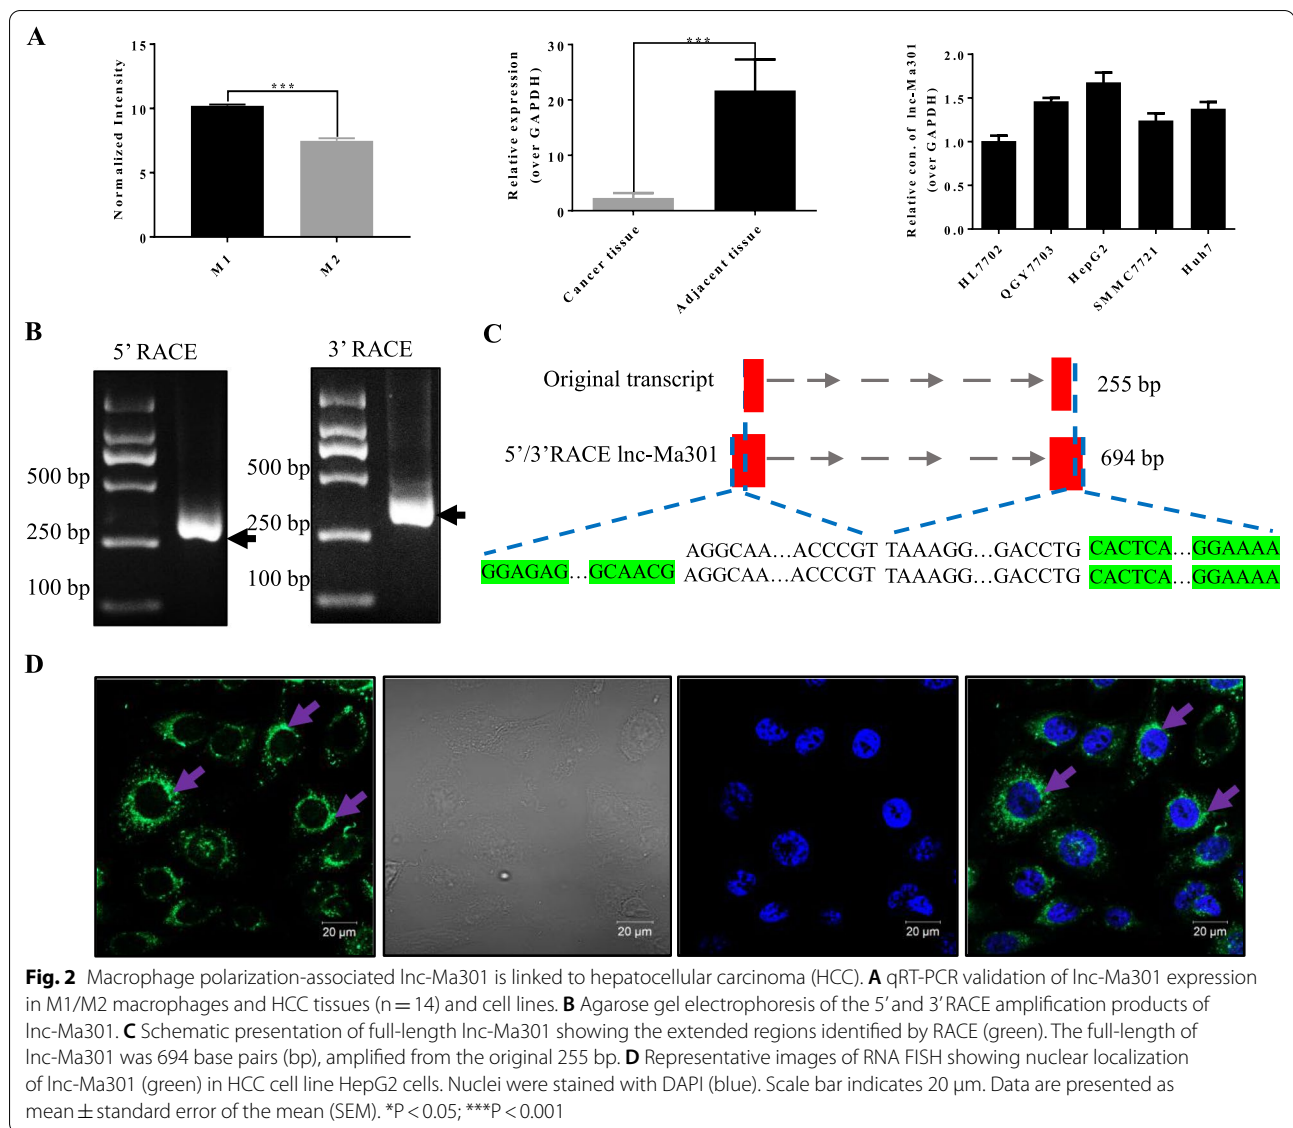 A
Normalized Intensity
15
10
5
0
***
M1
M2
Relative expression
(over GAPDH)
30
20
10
0
***
Cancer tissue
Adjacent tissue
Relative con. of lnc-Ma301
(over GAPDH)
2.0
1.5
1.0
0.5
0.0
HL7702
QGY7703
HepG2
SMMC7721
Huh7
B
5’ RACE
500 bp
250 bp
100 bp
3’ RACE
500 bp
250 bp
100 bp
C
Original transcript
255 bp
5’/3’RACE lnc-Ma301
694 bp
AGGCAA…ACCCGT TAAAGG…GACCTG CACTCA…GGAAAA
GGAGAG…GCAACG AGGCAA…ACCCGT TAAAGG…GACCTG CACTCA…GGAAAA
D
20 µm
20 µm
20 µm
20 µm
Fig. 2 Macrophage polarization-associated lnc-Ma301 is linked to hepatocellular carcinoma (HCC). A qRT-PCR validation of lnc-Ma301 expression
in M1/M2 macrophages and HCC tissues (n = 14) and cell lines. B Agarose gel electrophoresis of the 5′ and 3′ RACE amplification products of
lnc-Ma301. C Schematic presentation of full-length lnc-Ma301 showing the extended regions identified by RACE (green). The full-length of
lnc-Ma301 was 694 base pairs (bp), amplified from the original 255 bp. D Representative images of RNA FISH showing nuclear localization
of lnc-Ma301 (green) in HCC cell line HepG2 cells. Nuclei were stained with DAPI (blue). Scale bar indicates 20 µm. Data are presented as
mean ± standard error of the mean (SEM). *P < 0.05; ***P < 0.001